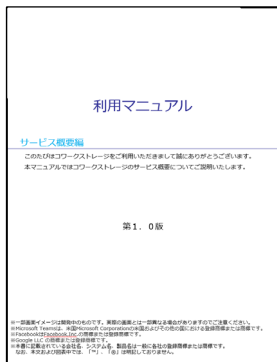 利用マニュアル
サービス概要編
このたびはコワークストレージをご利用いただきまして誠にありがとうございます。
本マニュアルではコワークストレージのサービス概要についてご説明いたします。
第1．0版
※一部画面イメージは開発中のものです。実際の画面とは一部異なる場合がありますのでご注意ください。
※Microsoft Teamsは、米国Microsoft Corporationの米国およびその他の国における登録商標または商標です。
※FacebookはFacebook,Inc.の商標または登録商標です。
※Google LLC の商標または登録商標です。
※本書に記載されている会社名、システム名、製品名は一般に各社の登録商標または商標です。
なお、本文および図表中では、「™」、「®」は明記しておりません。